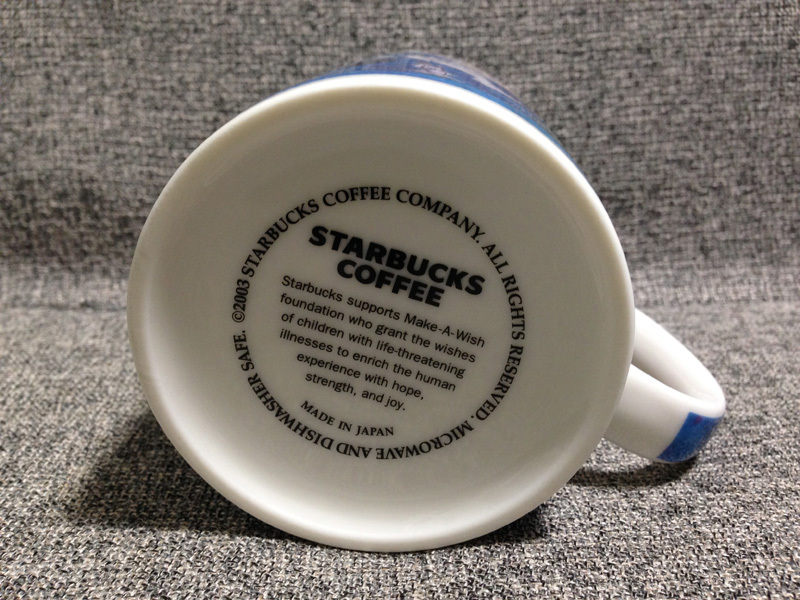 ©2003 STARBUCKS COFFEE COMPANY. ALL RIGHTS RESERVED. MICROWAVE AND DISHWASHER SAFE.
STARBUCKS
COFFEE
Starbucks supports Make-A-Wish
foundation who grant the wishes
of children with life-threatening
illnesses to enrich the human
experience with hope,
strength, and joy.
MADE IN JAPAN